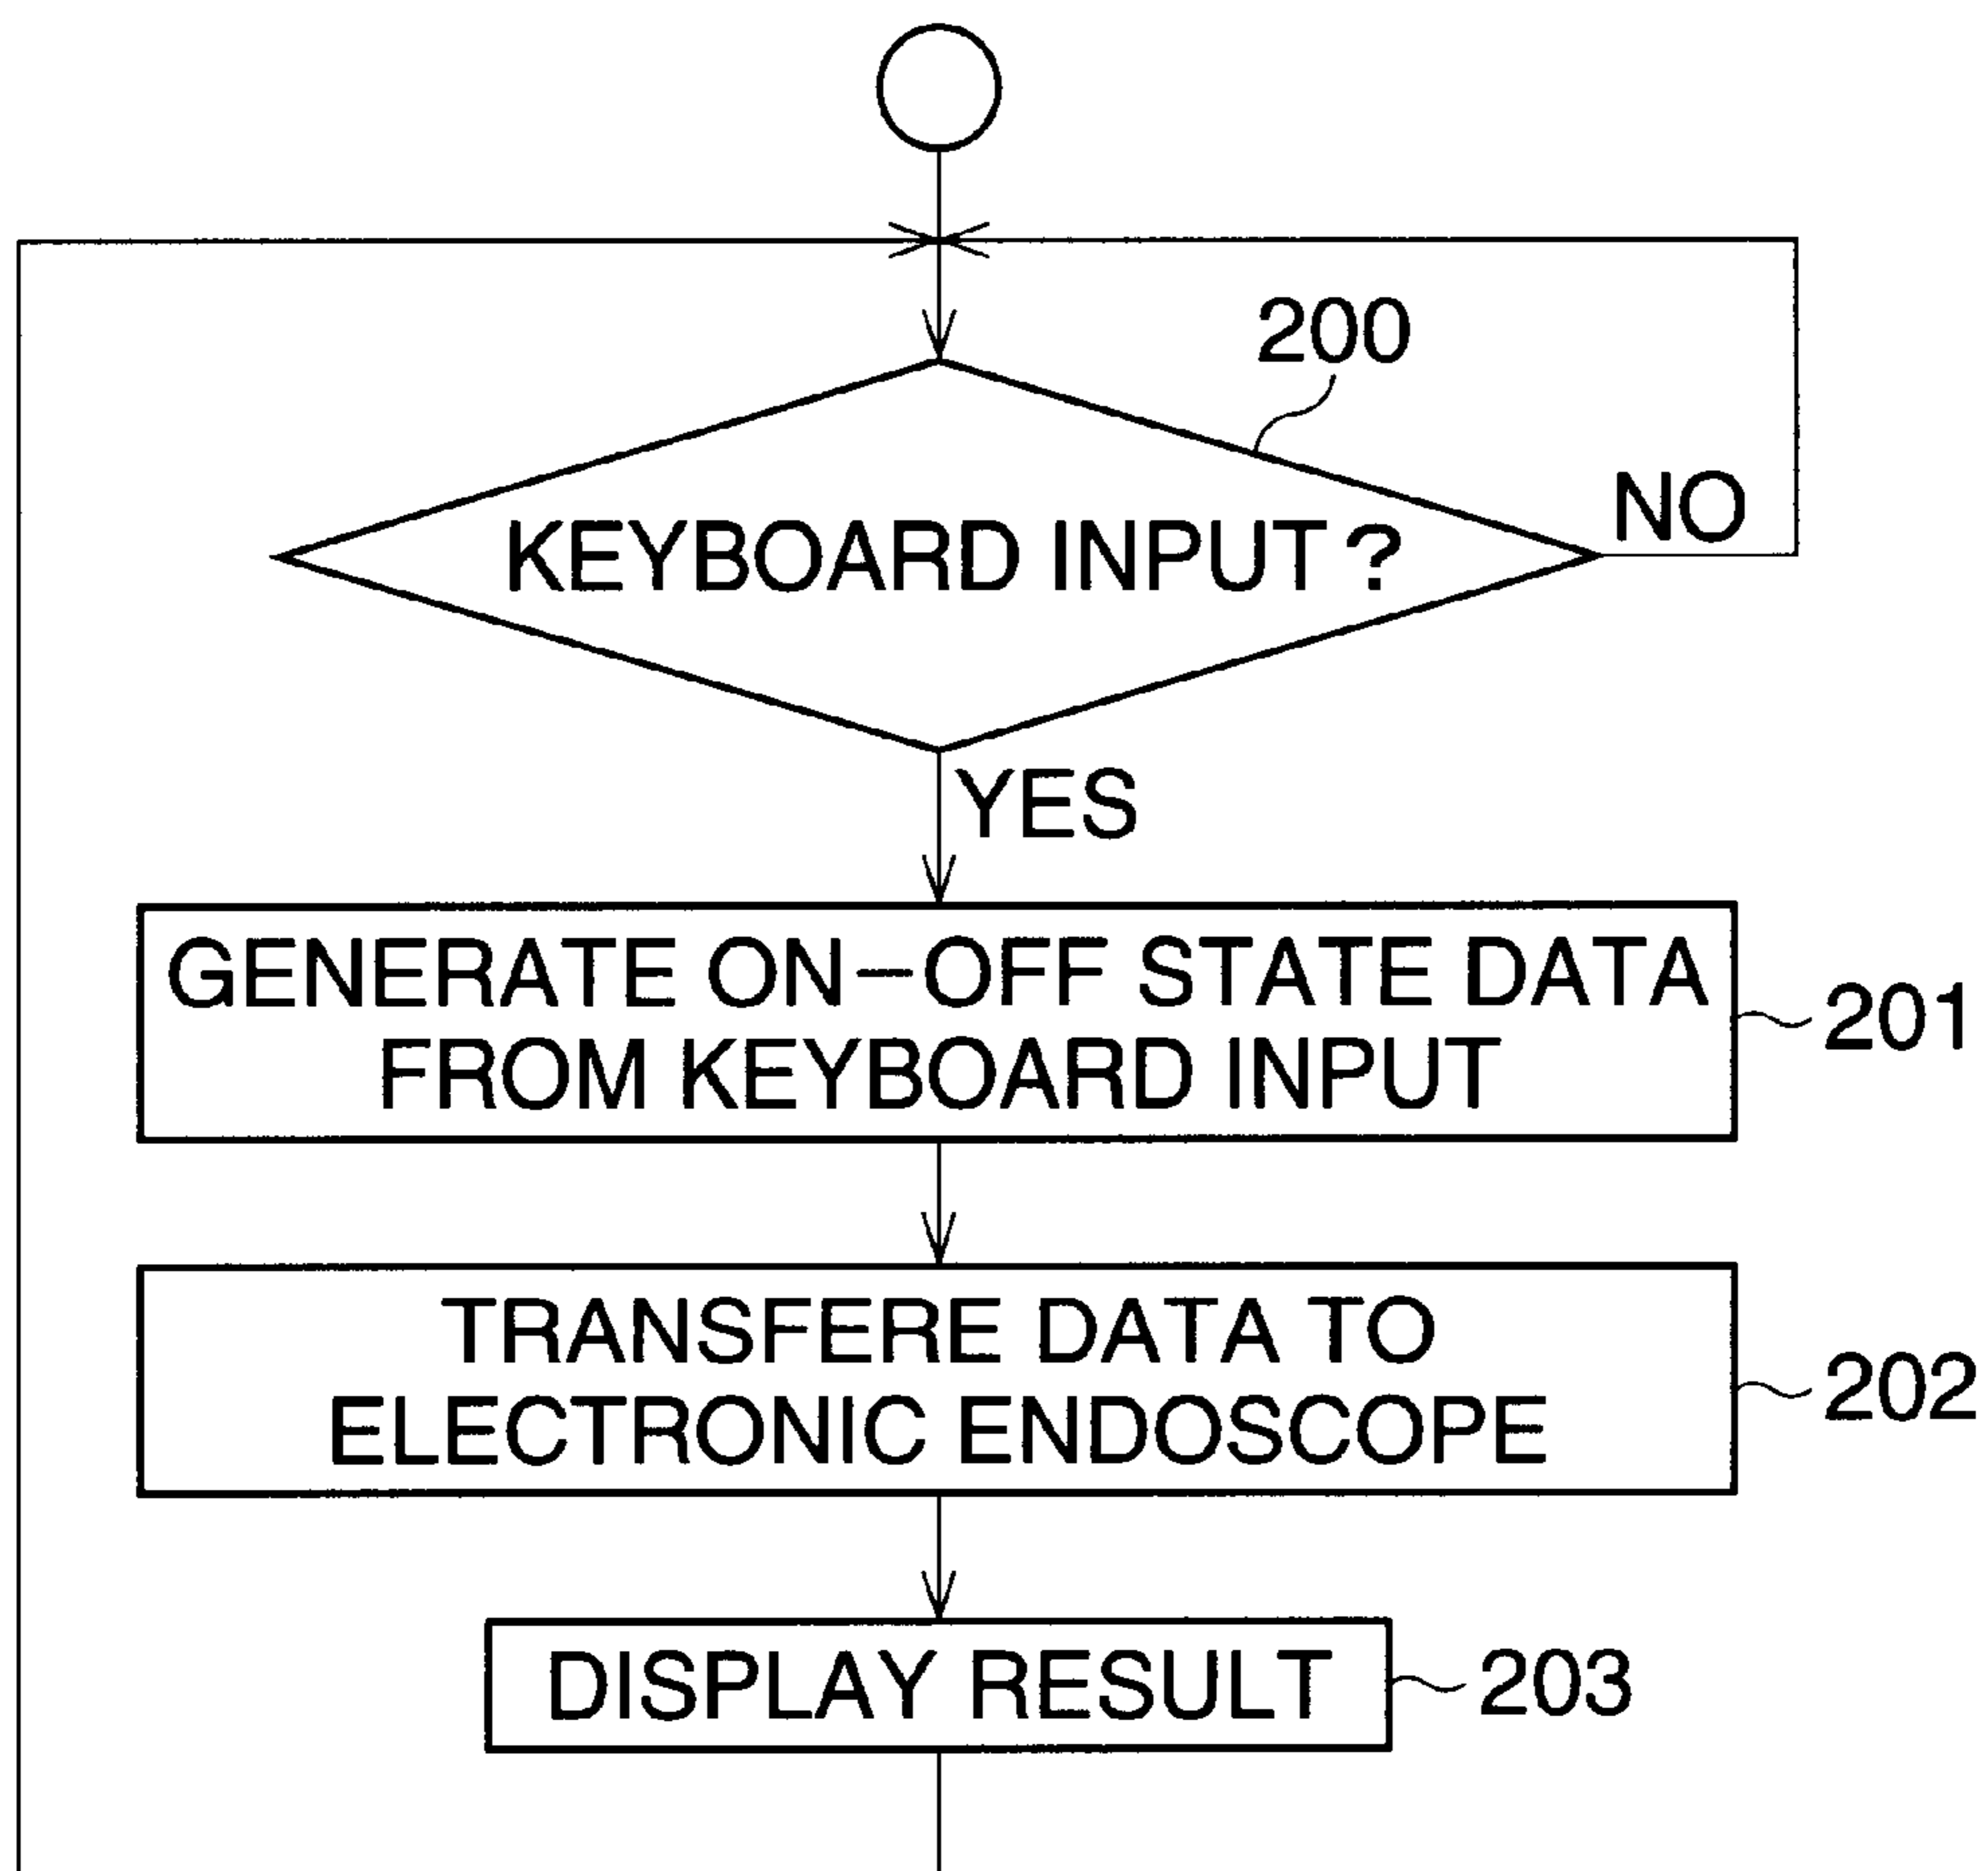 200
NO
KEYBOARD INPUT ?
YES
GENERATE ON-OFF STATE DATA
FROM KEYBOARD INPUT
201
TRANSFERE DATA TO
ELECTRONIC ENDOSCOPE
202
DISPLAY RESULT
203